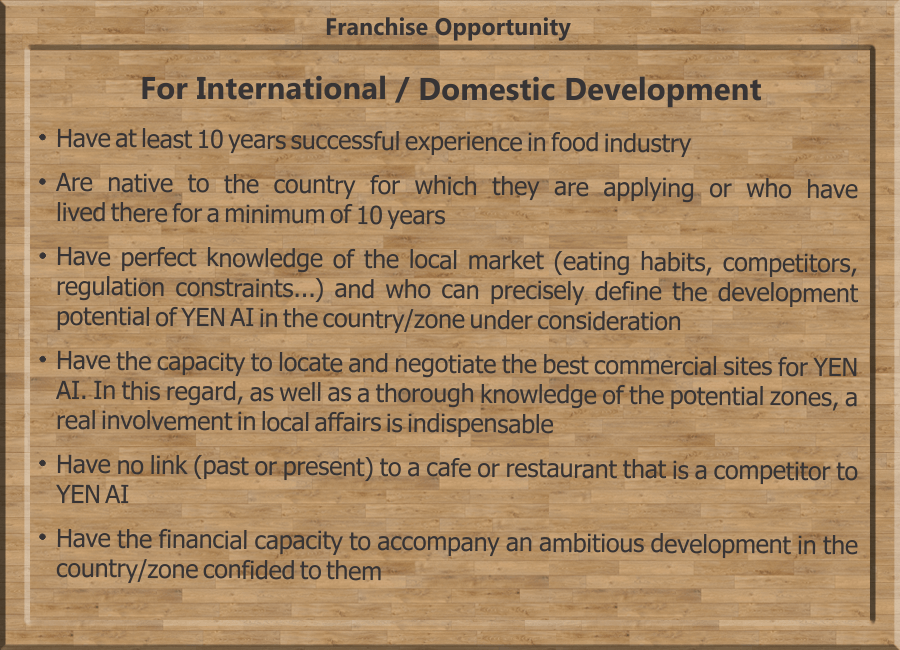 Franchise Opportunity
For International / Domestic Development
• Have at least 10 years successful experience in food industry
• Are native to the country for which they are applying or who have
lived there for a minimum of 10 years
• Have perfect knowledge of the local market (eating habits, competitors,
regulation constraints...) and who can precisely define the development
potential of YEN AI in the country/zone under consideration
• Have the capacity to locate and negotiate the best commercial sites for YEN
AI. In this regard, as well as a thorough knowledge of the potential zones, a
real involvement in local affairs is indispensable
• Have no link (past or present) to a cafe or restaurant that is a competitor to
YEN AI
• Have the financial capacity to accompany an ambitious development in the
country/zone confided to them